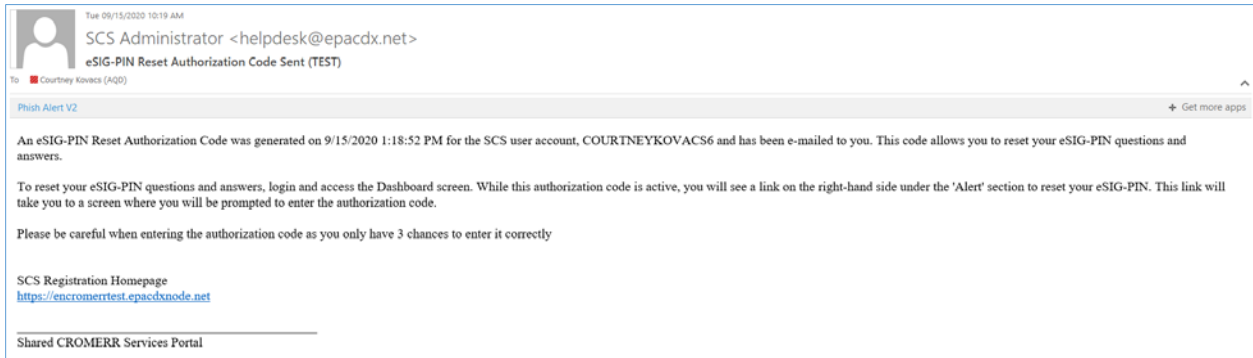 Tue 09/15/2020 10:19 AM
SCS Administrator <helpdesk@epacdx.net>
eSIG-PIN Reset Authorization Code Sent (TEST)
To Courtney Kovacs (AQD)
Phish Alert V2 + Get more apps
An eSIG-PIN Reset Authorization Code was generated on 9/15/2020 1:18:52 PM for the SCS user account, COURTNEYKOVACS6 and has been e-mailed to you. This code allows you to reset your eSIG-PIN questions and
answers.
To reset your eSIG-PIN questions and answers, login and access the Dashboard screen. While this authorization code is active, you will see a link on the right-hand side under the 'Alert' section to reset your eSIG-PIN. This link will
take you to a screen where you will be prompted to enter the authorization code.
Please be careful when entering the authorization code as you only have 3 chances to enter it correctly
SCS Registration Homepage
https://encromerrtest.epacdxnode.net
Shared CROMERR Services Portal